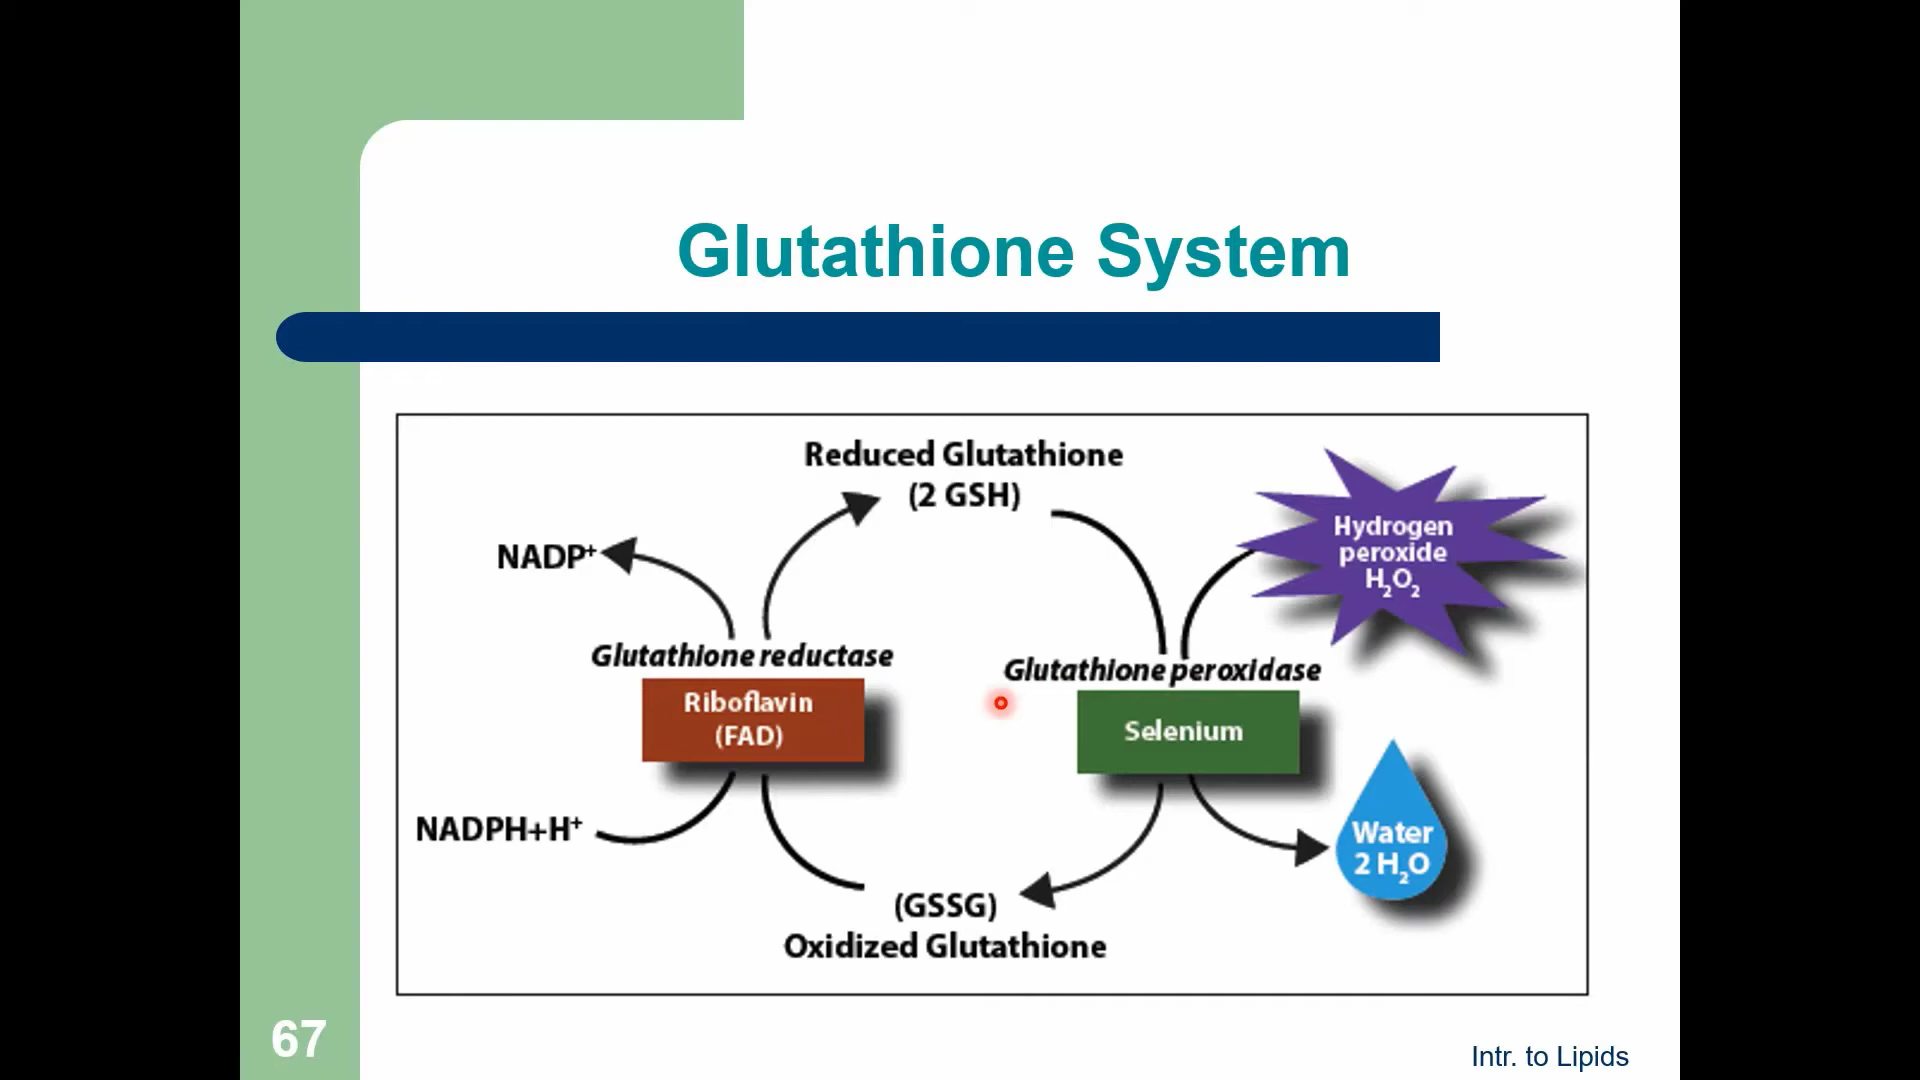 Glutathione System
Reduced Glutathione
(2 GSH)
Hydrogen
peroxide
H₂O₂
NADP⁺
Glutathione reductase
Riboflavin
(FAD)
Glutathione peroxidase
Selenium
NADPH+H⁺
Water
2 H₂O
(GSSG)
Oxidized Glutathione
67
Intr. to Lipids